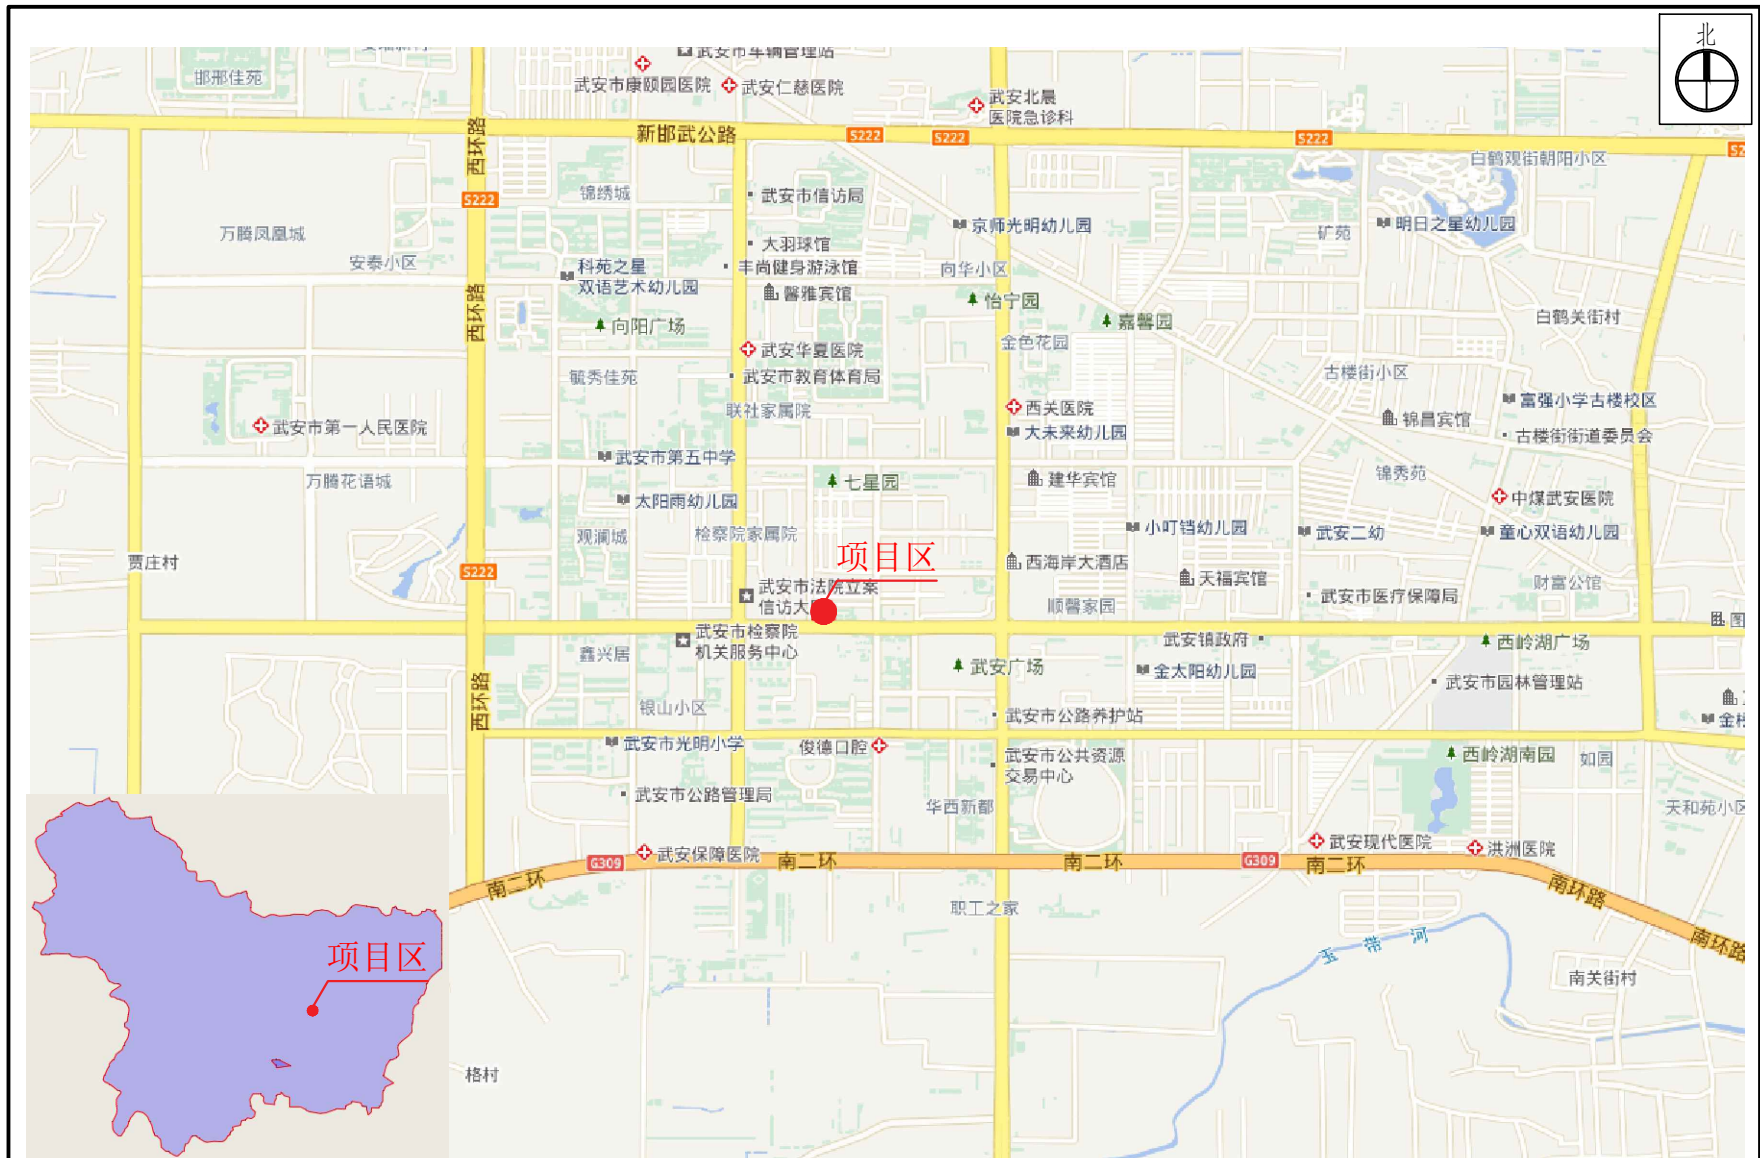 北
武安市车辆管理站
邯邢佳苑
武安市康颐园医院
武安仁慈医院
武安北晨
医院急诊科
新邯武公路
S222
S222
S222
西环路
白鹤观街朝阳小区
锦绣城
武安市信访局
S222
万腾凤凰城
京师光明幼儿园
矿苑
明日之星幼儿园
大羽球馆
安泰小区
科苑之星
双语艺术幼儿园
丰尚健身游泳馆
向华小区
馨雅宾馆
怡宁园
西环路
向阳广场
嘉馨园
白鹤关街村
金色花园
武安华夏医院
毓秀佳苑
武安市教育体育局
古楼街小区
联社家属院
西关医院
富强小学古楼校区
武安市第一人民医院
大未来幼儿园
锦昌宾馆
古楼街街道委员会
武安市第五中学
万腾花语城
七星园
建华宾馆
锦秀苑
太阳雨幼儿园
中煤武安医院
观澜城
检察院家属院
小叮铛幼儿园
武安二幼
童心双语幼儿园
贾庄村
项目区
西海岸大酒店
S222
天福宾馆
财富公馆
武安市法院立案
信访大
顺馨家园
武安市医疗保障局
武安市检察院
机关服务中心
武安镇政府
西岭湖广场
鑫兴居
武安广场
金太阳幼儿园
武安市园林管理站
西环路
银山小区
武安市公路养护站
武安市光明小学
俊德口腔
武安市公共资源
交易中心
西岭湖南园
如园
武安市公路管理局
华西新都
天和苑小区
武安保障医院
武安现代医院
洪洲医院
G309
南二环
南二环
南二环
G309
南二环
南环路
职工之家
玉带河
南环路
项目区
南关街村
格村